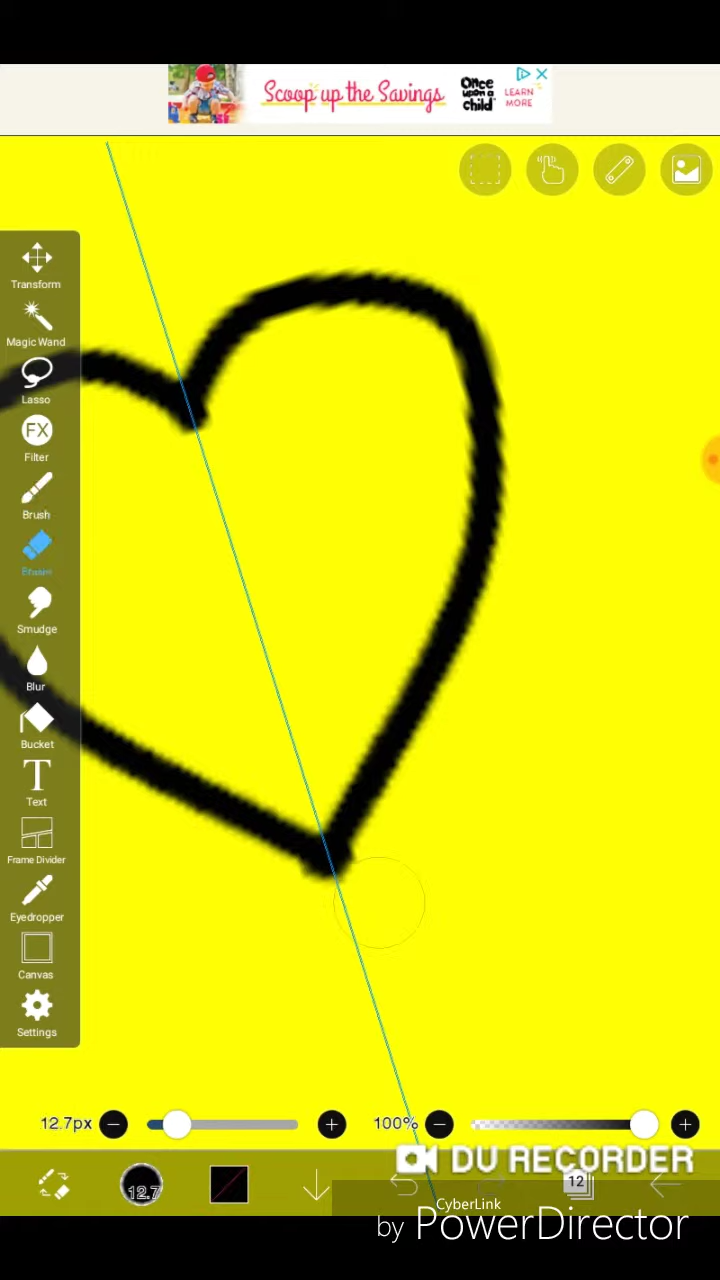 Scoop up the Savings
Once
upon a
child
LEARN
MORE
Transform
Magic Wand
Lasso
FX
Filter
Brush
Eraser
Smudge
Blur
Bucket
T
Text
Frame Divider
Eyedropper
Canvas
Settings
12.7px
100%
12.7
12
DU RECORDER
CyberLink
by PowerDirector